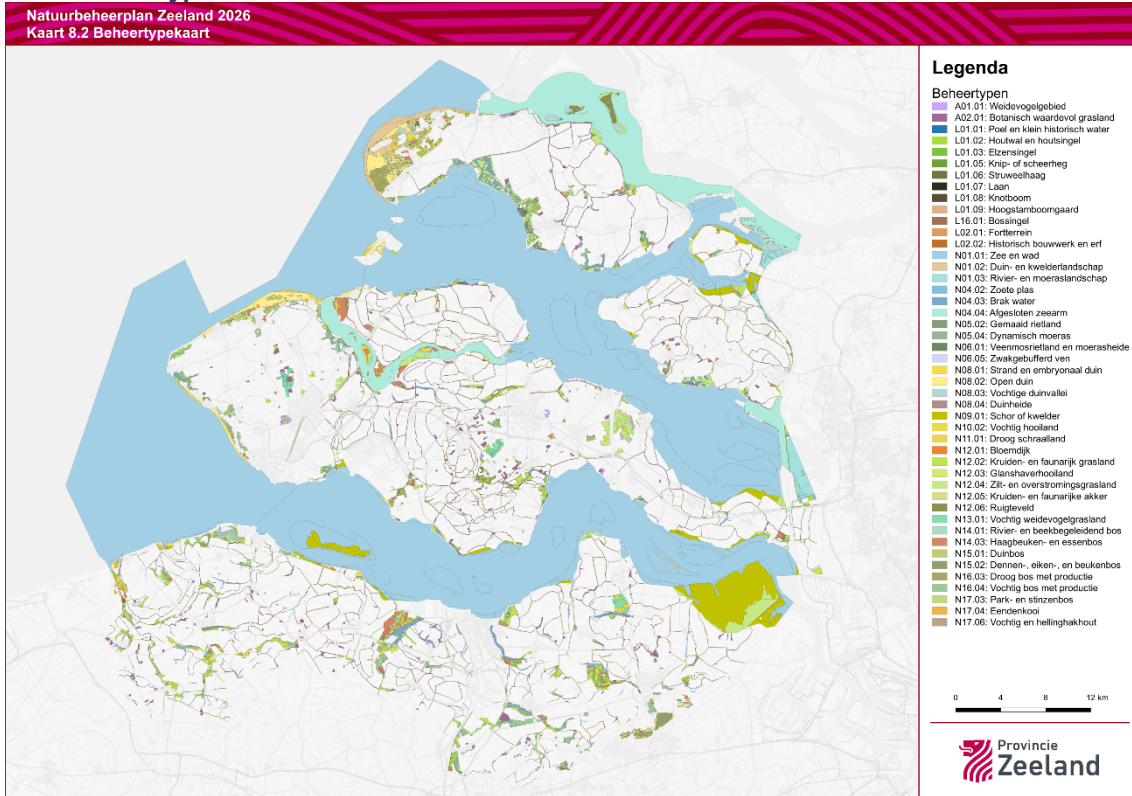 Natuurbeheerplan Zeeland 2026
Kaart 8.2 Beheertypekaart
Legenda
Beheertypen
A01.01: Weidevogelgebied
A02.01: Botanisch waardevol grasland
L01.01: Poel en klein historisch water
L01.02: Houtwal en houtsingel
L01.03: Elzensingel
L01.05: Knip- of scheerheg
L01.06: Struweelhaag
L01.07: Laan
L01.08: Knotboom
L01.09: Hoogstamboomgaard
L16.01: Bossingel
L02.01: Fortterrein
L02.02: Historisch bouwwerk en erf
N01.01: Zee en wad
N01.02: Duin- en kwelderlandschap
N01.03: Rivier- en moeraslandschap
N04.02: Zoete plas
N04.03: Brak water
N04.04: Afgesloten zeearm
N05.02: Gemaaid rietland
N05.04: Dynamisch moeras
N06.01: Veenmosrietland en moerasheide
N06.05: Zwakgebufferd ven
N08.01: Strand en embryonaal duin
N08.02: Open duin
N08.03: Vochtige duinvallei
N08.04: Duinheide
N09.01: Schor of kwelder
N10.02: Vochtig hooiland
N11.01: Droog schraalland
N12.01: Bloemdijk
N12.02: Kruiden- en faunarijk grasland
N12.03: Glanshaverhooiland
N12.04: Zilt- en overstromingsgrasland
N12.05: Kruiden- en faunarijke akker
N12.06: Ruigteveld
N13.01: Vochtig weidevogelgrasland
N14.01: Rivier- en beekbegeleidend bos
N14.03: Haagbeuken- en essenbos
N15.01: Duinbos
N15.02: Dennen-, eiken-, en beukenbos
N16.03: Droog bos met productie
N16.04: Vochtig bos met productie
N17.03: Park- en stinzenbos
N17.04: Eendenkooi
N17.06: Vochtig en hellinghakhout
0 4 8 12 km
Provincie
Zeeland